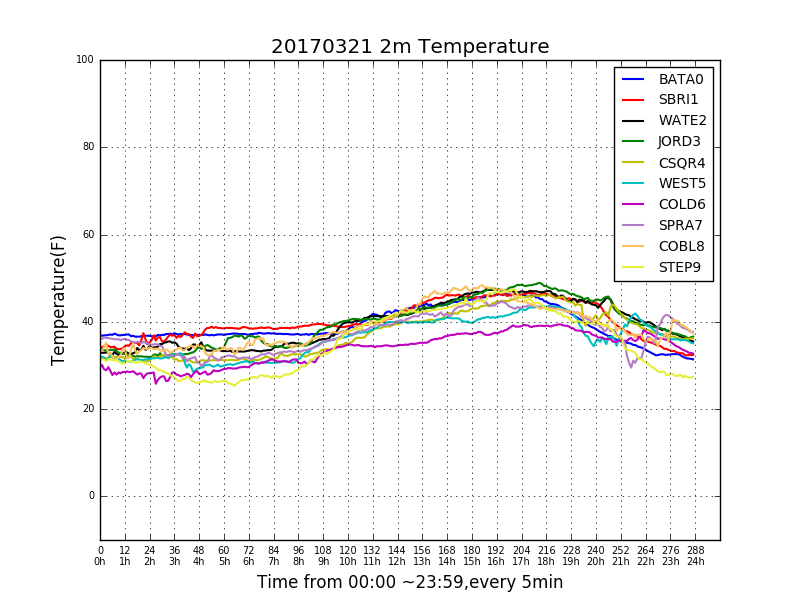 20170321 2m Temperature
100
80
60
40
20
0
Temperature(F)
BATA0
SBRI1
WATE2
JORD3
CSQR4
WEST5
COLD6
SPRA7
COBL8
STEP9
0 12 24 36 48 60 72 84 96 108 120 132 144 156 168 180 192 204 216 228 240 252 264 276 288
0h 1h 2h 3h 4h 5h 6h 7h 8h 9h 10h 11h 12h 13h 14h 15h 16h 17h 18h 19h 20h 21h 22h 23h 24h
Time from 00:00 ~23:59,every 5min